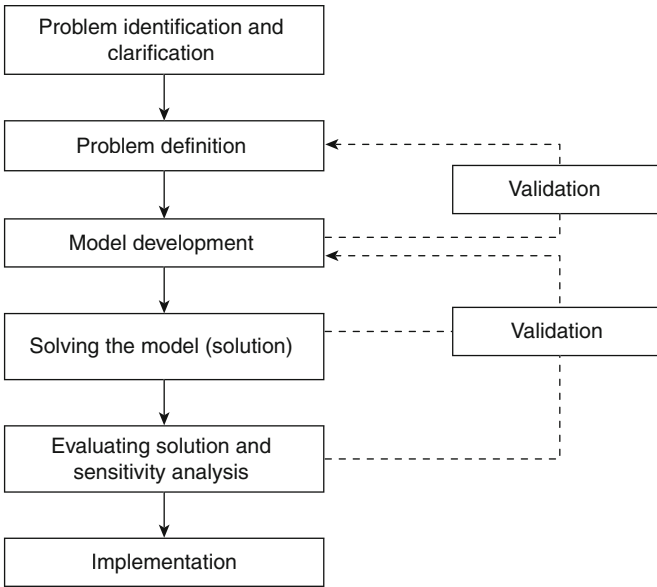 Problem identification and
clarification
Problem definition
Validation
Model development
Solving the model (solution)
Validation
Evaluating solution and
sensitivity analysis
Implementation